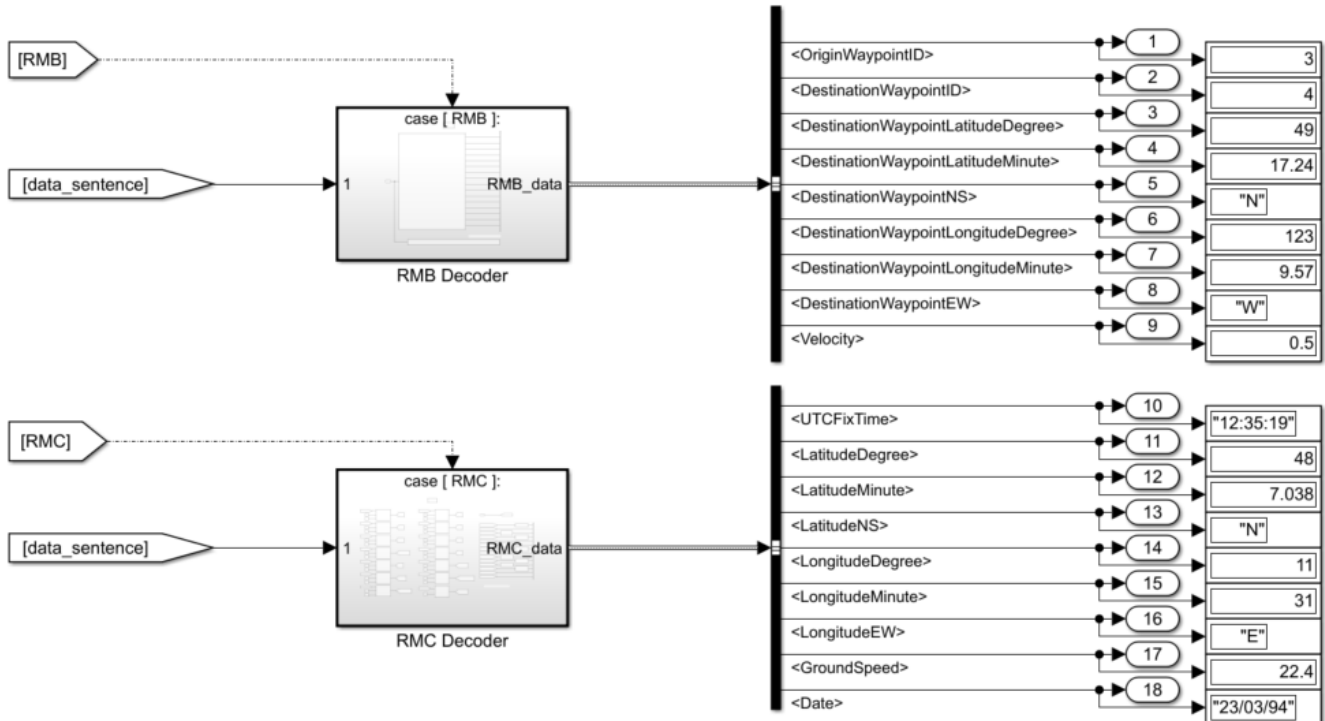 [RMB]
case [ RMB ]:
[data_sentence]
1
RMB_data
RMB Decoder
<OriginWaypointID>
1
3
<DestinationWaypointID>
2
4
<DestinationWaypointLatitudeDegree>
3
49
<DestinationWaypointLatitudeMinute>
4
17.24
<DestinationWaypointNS>
5
"N"
<DestinationWaypointLongitudeDegree>
6
123
<DestinationWaypointLongitudeMinute>
7
9.57
<DestinationWaypointEW>
8
"W"
<Velocity>
9
0.5
[RMC]
case [ RMC ]:
[data_sentence]
1
RMC_data
RMC Decoder
<UTCFixTime>
10
"12:35:19"
<LatitudeDegree>
11
48
<LatitudeMinute>
12
7.038
<LatitudeNS>
13
"N"
<LongitudeDegree>
14
11
<LongitudeMinute>
15
31
<LongitudeEW>
16
"E"
<GroundSpeed>
17
22.4
<Date>
18
"23/03/94"